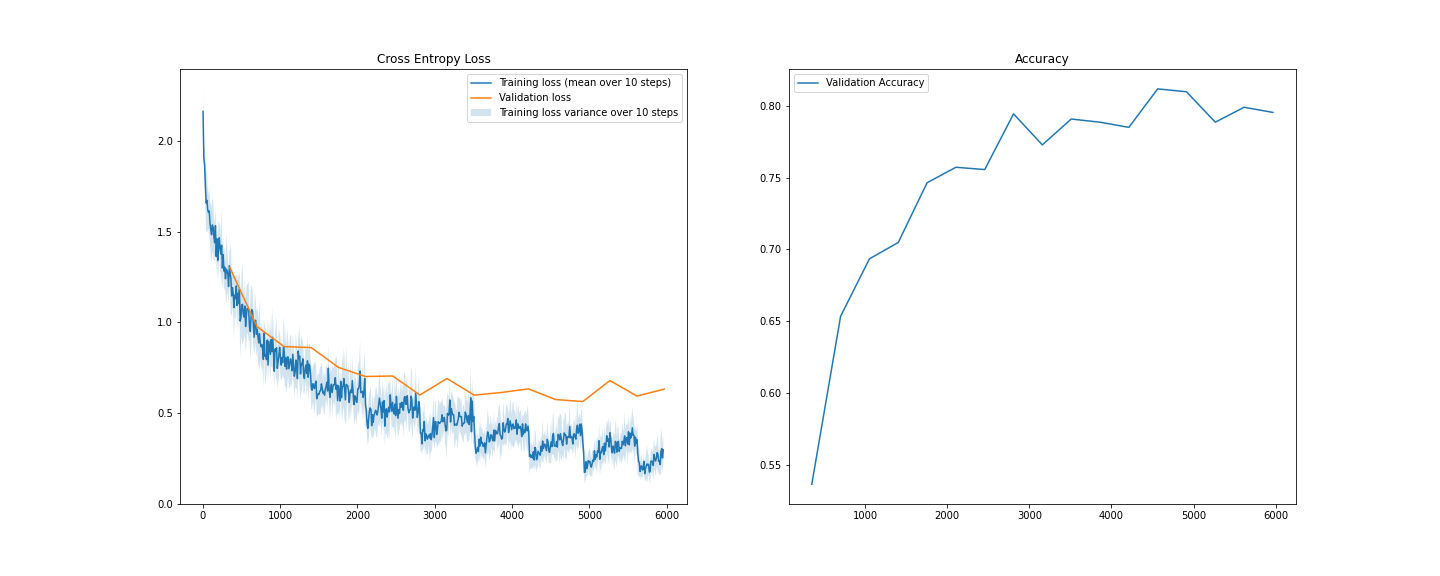 Cross Entropy Loss
Training loss (mean over 10 steps)
Validation loss
Training loss variance over 10 steps
2.0
1.5
1.0
0.5
0.0
0 1000 2000 3000 4000 5000 6000
Accuracy
Validation Accuracy
0.80
0.75
0.70
0.65
0.60
0.55
1000 2000 3000 4000 5000 6000